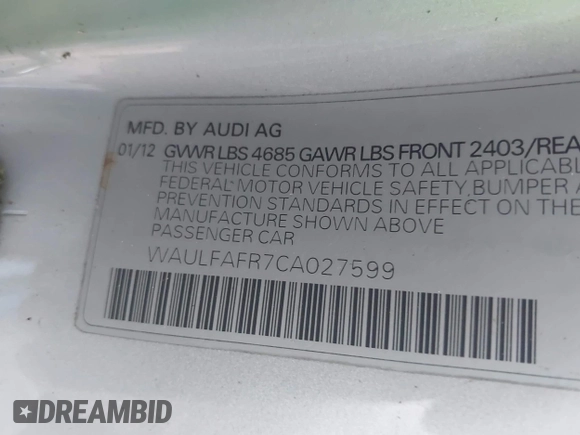 MFD. BY AUDI AG
01/12 GVWR LBS 4685 GAWR LBS FRONT 2403/REA
THIS VEHICLE CONFORMS TO ALL APPLICABL
FEDERAL MOTOR VEHICLE SAFETY, BUMPER A
PREVENTION STANDARDS IN EFFECT ON THE
MANUFACTURE SHOWN ABOVE
PASSENGER CAR
WAULFAFR7CA027599
DREAMBID